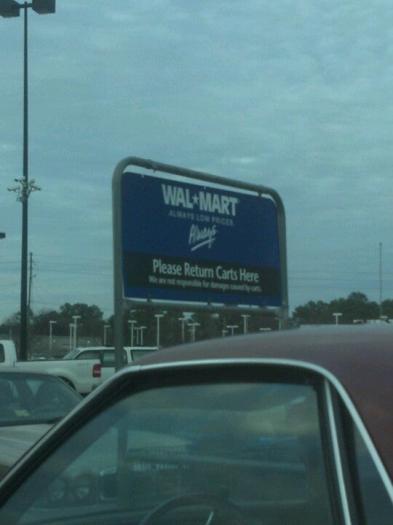 WAL★MART
ALWAYS LOW PRICES.
Always
Please Return Carts Here
We are not responsible for damages caused by carts.